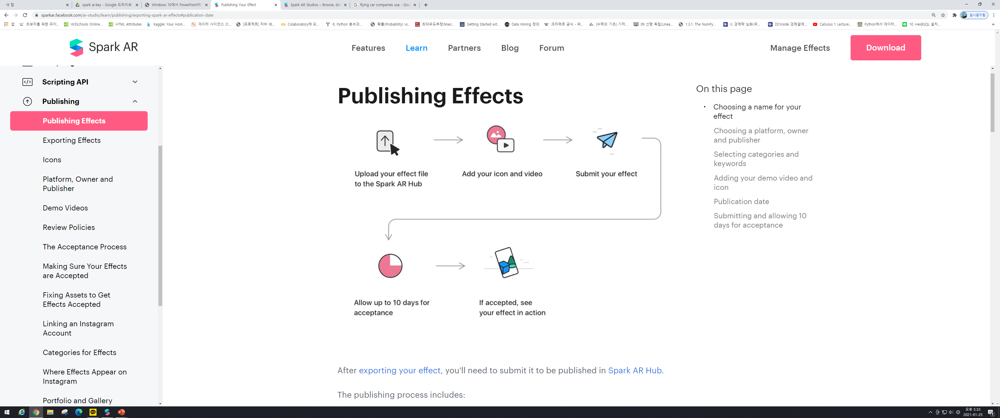 새 탭
spark ar.key - Google 드라이브
Windows 10에서 PowerPoint에서
Publishing Your Effect
Spark AR Studios – Browse, disc
flying car companies usa - Goo
sparkar.facebook.com/ar-studio/learn/publishing/exporting-spark-ar-effects#publication-date
일시중지됨
앱
초보자를 위한 파이...
W3Schools Online...
HTML Attributes
Kaggle: Your Hom...
데이터 사이언스 스...
[프로젝트] 자바 네...
Colaboratory에 오...
R, Python 분석과...
확률(Probability) vs...
최대우도추정(Maxi...
Getting Started wit...
Data mining 정의
크라메르 공식 - 위...
[수학의 기초] 기저...
09 선형 독립(Linea...
1.3.1. The NumPy...
II. 경제학 심화(국...
DCinside 경제갤에...
Calculus 1 Lecture...
Python에서 데이터...
10. HeidiSQL 설치...
Spark AR
Features
Learn
Partners
Blog
Forum
Manage Effects
Download
Scripting API
Publishing
Publishing Effects
Exporting Effects
Icons
Platform, Owner and
Publisher
Demo Videos
Review Policies
The Acceptance Process
Making Sure Your Effects
are Accepted
Fixing Assets to Get
Effects Accepted
Linking an Instagram
Account
Categories for Effects
Where Effects Appear on
Instagram
Portfolio and Gallery
Publishing Effects
Upload your effect file
to the Spark AR Hub
Add your icon and video
Submit your effect
Allow up to 10 days for
acceptance
If accepted, see
your effect in action
After exporting your effect, you'll need to submit it to be published in Spark AR Hub.
The publishing process includes:
On this page
Choosing a name for your
effect
Choosing a platform, owner
and publisher
Selecting categories and
keywords
Adding your demo video and
icon
Publication date
Submitting and allowing 10
days for acceptance
오후 5:33
2021-01-25